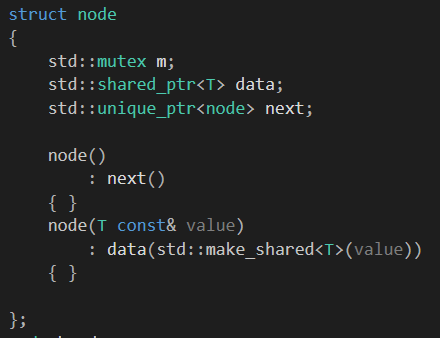 struct node
{
    std::mutex m;
    std::shared_ptr<T> data;
    std::unique_ptr<node> next;
    node()
        : next()
    { }
    node(T const& value)
        : data(std::make_shared<T>(value))
    { }
};